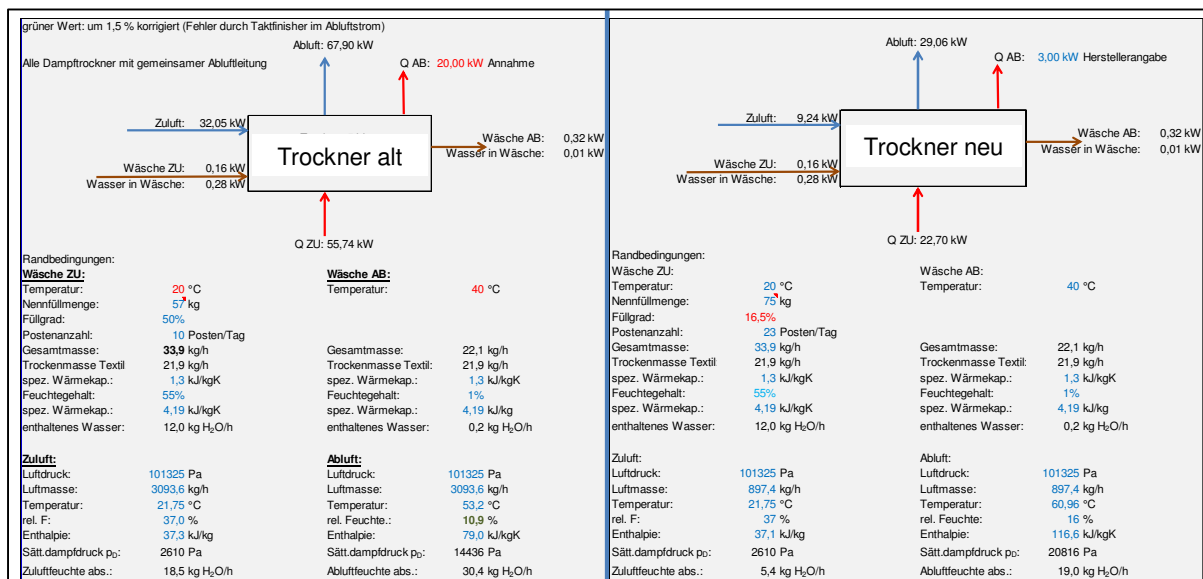 grüner Wert: um 1,5 % korrigiert (Fehler durch Taktfinisher im Abluftstrom)
Abluft: 67,90 kW
Alle Dampftrockner mit gemeinsamer Abluftleitung
Q AB: 20,00 kW Annahme
Zuluft: 32,05 kW
Trockner alt
Wäsche AB: 0,32 kW
Wasser in Wäsche: 0,01 kW
Wäsche ZU: 0,16 kW
Wasser in Wäsche: 0,28 kW
Q ZU: 55,74 kW
Randbedingungen:
Wäsche ZU: Wäsche AB:
Temperatur: 20 °C Temperatur: 40 °C
Nennfüllmenge: 57 kg
Füllgrad: 50%
Postenanzahl: 10 Posten/Tag
Gesamtmasse: 33,9 kg/h Gesamtmasse: 22,1 kg/h
Trockenmasse Textil 21,9 kg/h Trockenmasse Textil: 21,9 kg/h
spez. Wärmekap.: 1,3 kJ/kgK spez. Wärmekap.: 1,3 kJ/kgK
Feuchtegehalt: 55% Feuchtegehalt: 1%
spez. Wärmekap.: 4,19 kJ/kgK spez. Wärmekap.: 4,19 kJ/kg
enthaltenes Wasser: 12,0 kg H₂O/h enthaltenes Wasser: 0,2 kg H₂O/h
Zuluft: Abluft:
Luftdruck: 101325 Pa Luftdruck: 101325 Pa
Luftmasse: 3093,6 kg/h Luftmasse: 3093,6 kg/h
Temperatur: 21,75 °C Temperatur: 53,2 °C
rel. F: 37,0 % rel. Feuchte.: 10,9 %
Enthalpie: 37,3 kJ/kg Enthalpie: 79,0 kJ/kgK
Sätt.dampfdruck p_D: 2610 Pa Sätt.dampfdruck p_D: 14436 Pa
Zuluftfeuchte abs.: 18,5 kg H₂O/h Abluftfeuchte abs.: 30,4 kg H₂O/h
Abluft: 29,06 kW
Q AB: 3,00 kW Herstellerangabe
Zuluft: 9,24 kW
Trockner neu
Wäsche AB: 0,32 kW
Wasser in Wäsche: 0,01 kW
Wäsche ZU: 0,16 kW
Wasser in Wäsche: 0,28 kW
Q ZU: 22,70 kW
Randbedingungen:
Wäsche ZU: Wäsche AB:
Temperatur: 20 °C Temperatur: 40 °C
Nennfüllmenge: 75 kg
Füllgrad: 16,5%
Postenanzahl: 23 Posten/Tag
Gesamtmasse: 33,9 kg/h Gesamtmasse: 22,1 kg/h
Trockenmasse Textil 21,9 kg/h Trockenmasse Textil: 21,9 kg/h
spez. Wärmekap.: 1,3 kJ/kgK spez. Wärmekap.: 1,3 kJ/kgK
Feuchtegehalt: 55% Feuchtegehalt: 1%
spez. Wärmekap.: 4,19 kJ/kgK spez. Wärmekap.: 4,19 kJ/kg
enthaltenes Wasser: 12,0 kg H₂O/h enthaltenes Wasser: 0,2 kg H₂O/h
Zuluft: Abluft:
Luftdruck: 101325 Pa Luftdruck: 101325 Pa
Luftmasse: 897,4 kg/h Luftmasse: 897,4 kg/h
Temperatur: 21,75 °C Temperatur: 60,96 °C
rel. F: 37 % rel. Feuchte: 16 %
Enthalpie: 37,1 kJ/kg Enthalpie: 116,6 kJ/kgK
Sätt.dampfdruck p_D: 2610 Pa Sätt.dampfdruck p_D: 20816 Pa
Zuluftfeuchte abs.: 5,4 kg H₂O/h Abluftfeuchte abs.: 19,0 kg H₂O/h